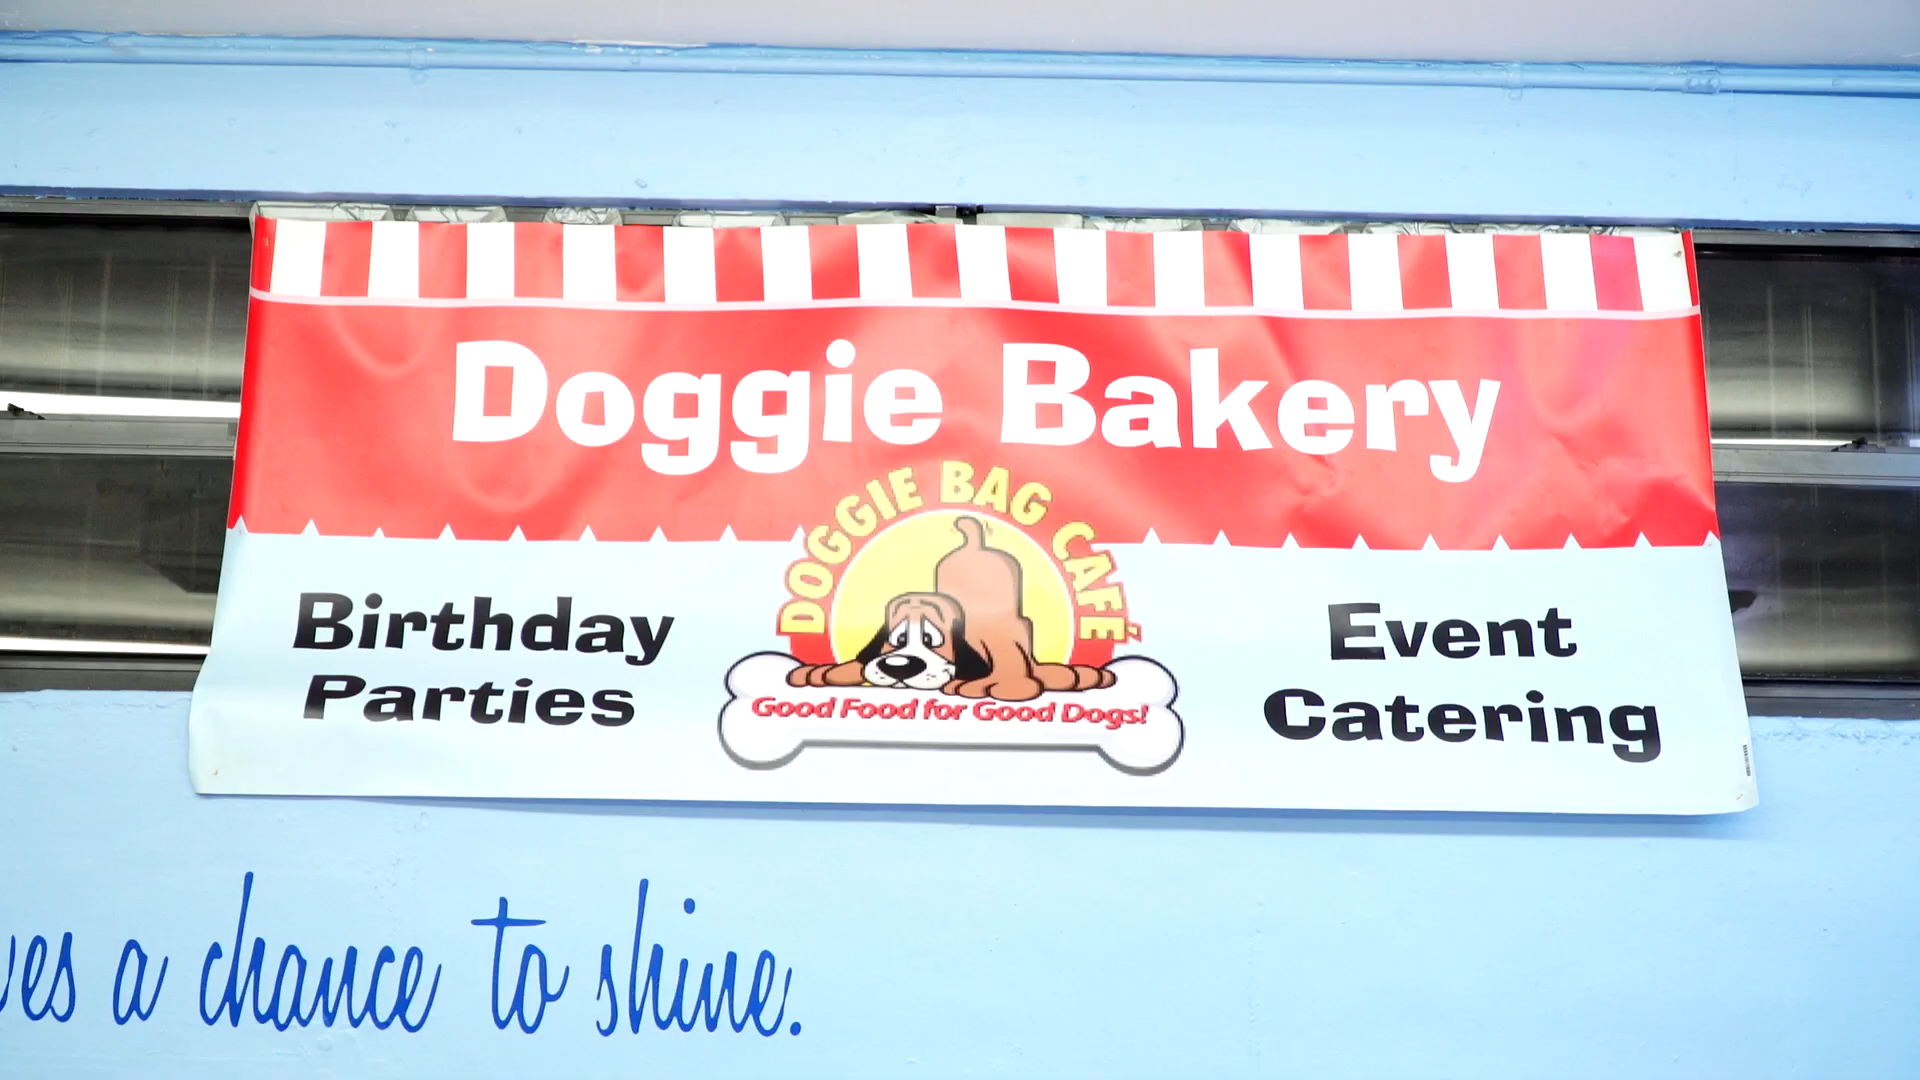 Doggie Bakery
DOGGIE BAG CAFÉ
Birthday
Parties
Good Food for Good Dogs!
Event
Catering
a chance to shine.